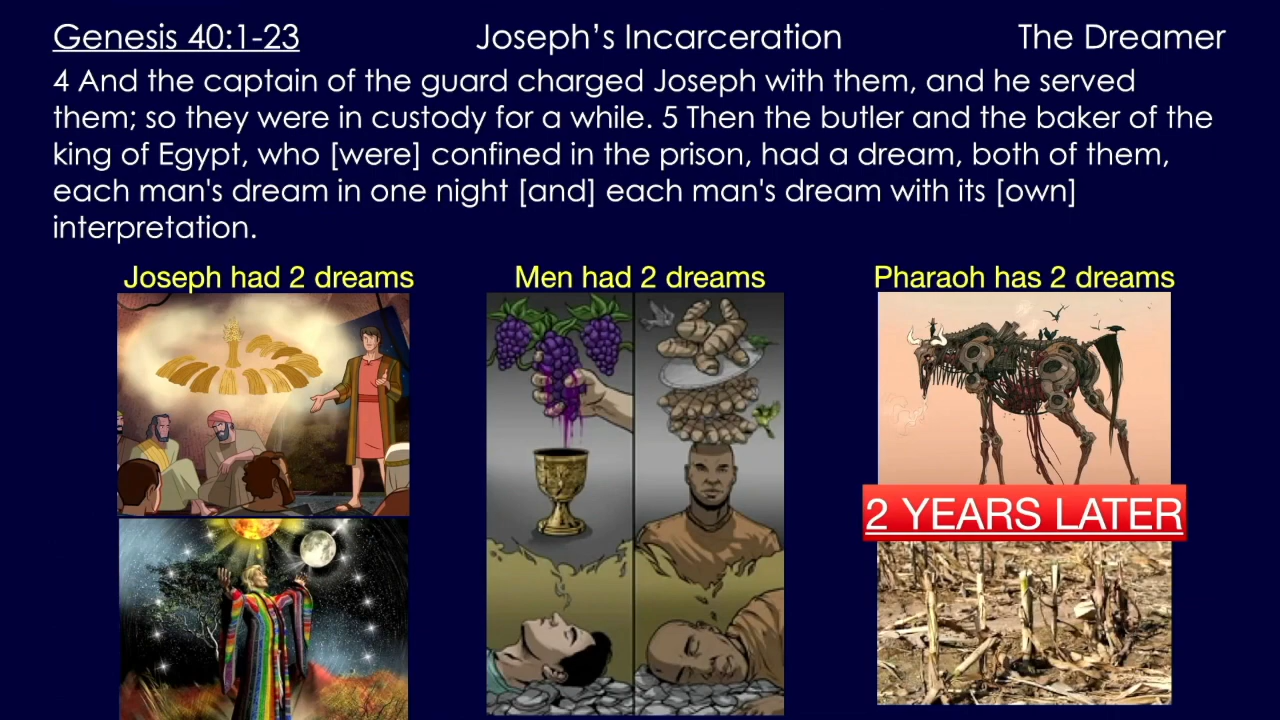 Genesis 40:1-23 Joseph's Incarceration The Dreamer
4 And the captain of the guard charged Joseph with them, and he served
them; so they were in custody for a while. 5 Then the butler and the baker of the
king of Egypt, who [were] confined in the prison, had a dream, both of them,
each man's dream in one night [and] each man's dream with its [own]
interpretation.
Joseph had 2 dreams Men had 2 dreams Pharaoh has 2 dreams
2 YEARS LATER